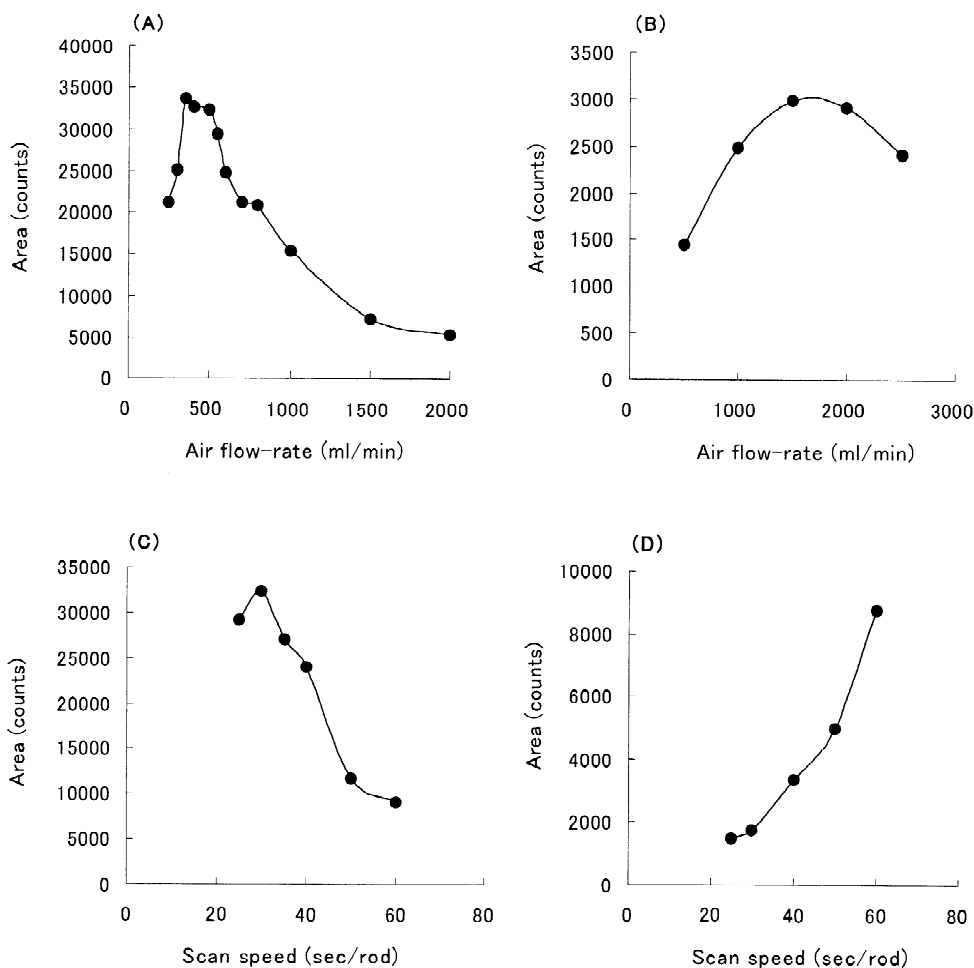 (A)
40000
35000
30000
25000
20000
15000
10000
5000
0
0 500 1000 1500 2000
Area (counts)
Air flow-rate (ml/min)
(B)
3500
3000
2500
2000
1500
1000
500
0
0 1000 2000 3000
Area (counts)
Air flow-rate (ml/min)
(C)
35000
30000
25000
20000
15000
10000
5000
0
0 20 40 60 80
Area (counts)
Scan speed (sec/rod)
(D)
10000
8000
6000
4000
2000
0
0 20 40 60 80
Area (counts)
Scan speed (sec/rod)